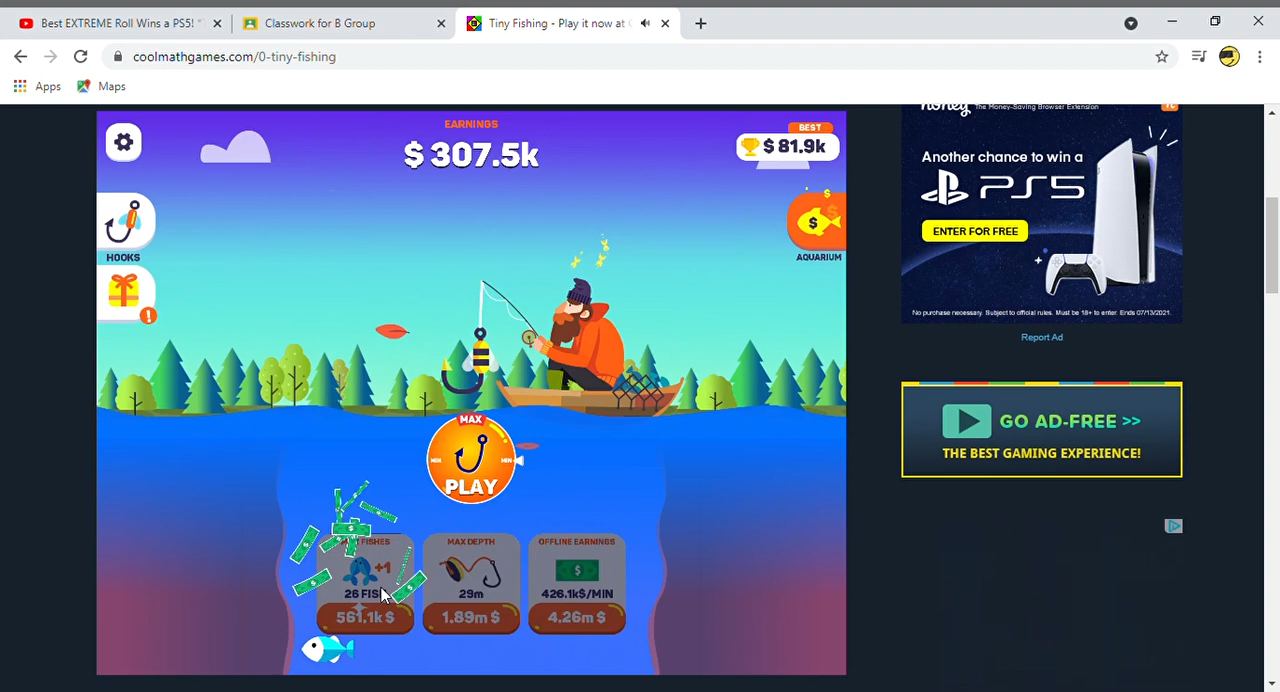 Best EXTREME Roll Wins a PS5!
Classwork for B Group
Tiny Fishing - Play it now at
coolmathgames.com/0-tiny-fishing
Apps
Maps
EARNINGS
$ 307.5k
BEST
$ 81.9k
HOOKS
AQUARIUM
MAX
MIN
MIN
PLAY
FISHES
+1
26 FIS
561.1k $
MAX DEPTH
29m
1.89m $
OFFLINE EARNINGS
426.1k$/MIN
4.26m $
honey The Money-Saving Browser Extension
Another chance to win a
PS5
ENTER FOR FREE
No purchase necessary. Subject to official rules. Must be 18+ to enter. Ends 07/13/2021.
Report Ad
GO AD-FREE >>
THE BEST GAMING EXPERIENCE!